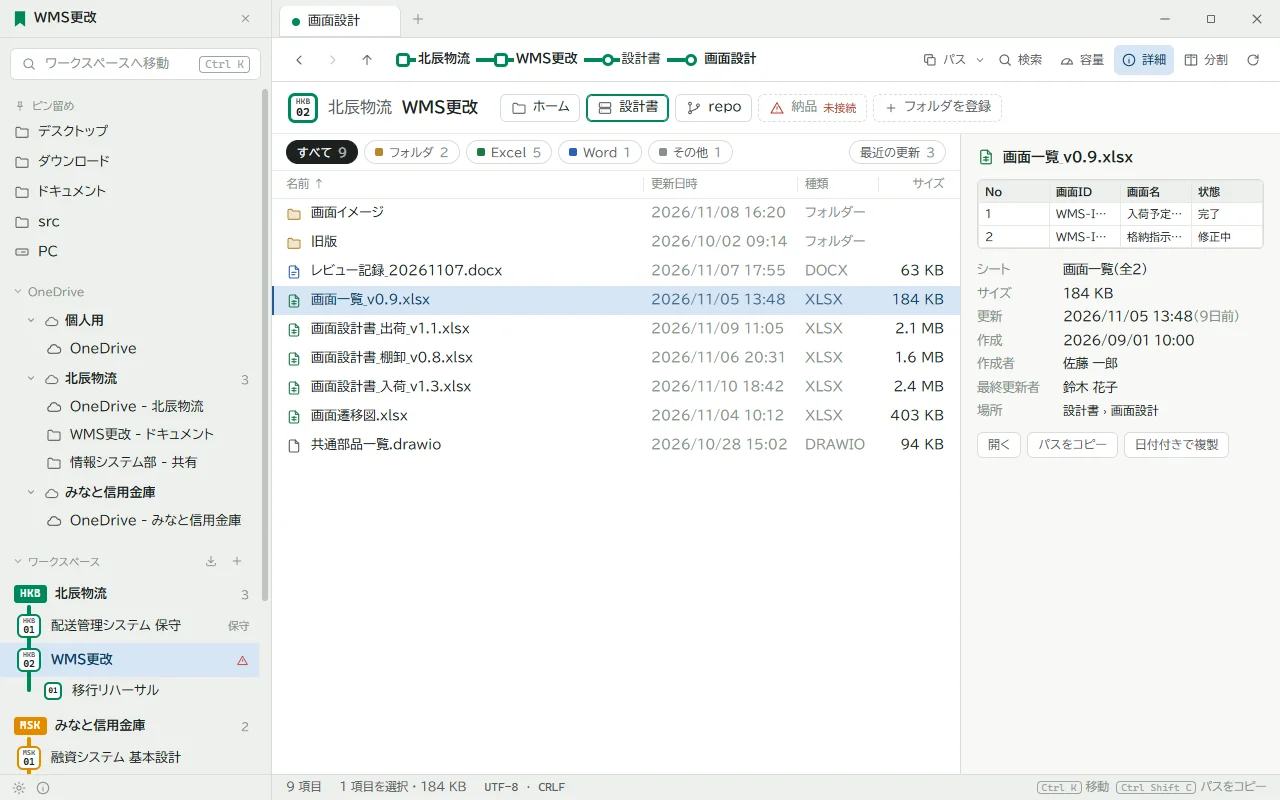 WMS更改
ワークスペースへ移動 Ctrl K
ピン留め
デスクトップ
ダウンロード
ドキュメント
src
PC
OneDrive
個人用
OneDrive
北辰物流 3
OneDrive - 北辰物流
WMS更改 - ドキュメント
情報システム部 - 共有
みなと信用金庫
OneDrive - みなと信用金庫
ワークスペース
HKB 北辰物流 3
HKB 01 配送管理システム 保守 保守
HKB 02 WMS更改
01 移行リハーサル
MSK みなと信用金庫 2
MSK 01 融資システム 基本設計
画面設計
北辰物流 WMS更改 設計書 画面設計
パス 検索 容量 詳細 分割
HKB 02 北辰物流 WMS更改 ホーム 設計書 repo 納品 未接続 フォルダを登録
すべて 9 フォルダ 2 Excel 5 Word 1 その他 1 最近の更新 3
名前 ↑ 更新日時 種類 サイズ
画面イメージ 2026/11/08 16:20 フォルダー
旧版 2026/10/02 09:14 フォルダー
レビュー記録_20261107.docx 2026/11/07 17:55 DOCX 63 KB
画面一覧_v0.9.xlsx 2026/11/05 13:48 XLSX 184 KB
画面設計書_出荷_v1.1.xlsx 2026/11/09 11:05 XLSX 2.1 MB
画面設計書_棚卸_v0.8.xlsx 2026/11/06 20:31 XLSX 1.6 MB
画面設計書_入荷_v1.3.xlsx 2026/11/10 18:42 XLSX 2.4 MB
画面遷移図.xlsx 2026/11/04 10:12 XLSX 403 KB
共通部品一覧.drawio 2026/10/28 15:02 DRAWIO 94 KB
画面一覧_v0.9.xlsx
No 画面ID 画面名 状態
1 WMS-I… 入荷予定… 完了
2 WMS-I… 格納指示… 修正中
シート 画面一覧(全2)
サイズ 184 KB
更新 2026/11/05 13:48(9日前)
作成 2026/09/01 10:00
作成者 佐藤 一郎
最終更新者 鈴木 花子
場所 設計書 › 画面設計
開く パスをコピー 日付付きで複製
9 項目 1 項目を選択・184 KB UTF-8 · CRLF
Ctrl K 移動 Ctrl Shift C パスをコピー